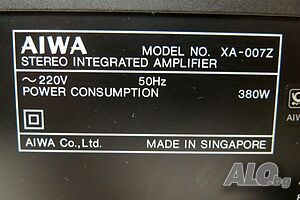 AIWA MODEL NO. XA-007Z
STEREO INTEGRATED AMPLIFIER
~220V 50Hz
POWER CONSUMPTION 380W
AIWA Co.,Ltd. MADE IN SINGAPORE
AIW
ALO.bg